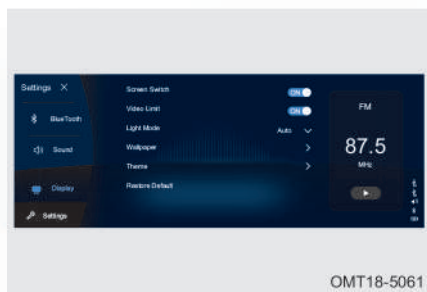 Settings ×
BlueTooth
Sound
Display
Settings
Screen Switch
ON
Video Limit
ON
Light Mode
Auto
Wallpaper
Theme
Restore Default
FM
87.5
MHz
OMT18-5061